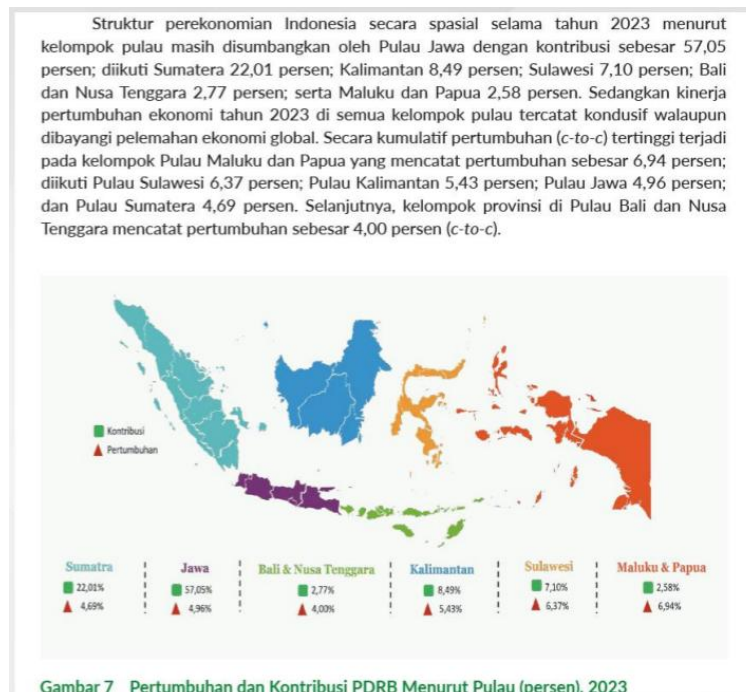 Struktur perekonomian Indonesia secara spasial selama tahun 2023 menurut
kelompok pulau masih disumbangkan oleh Pulau Jawa dengan kontribusi sebesar 57,05
persen; diikuti Sumatera 22,01 persen; Kalimantan 8,49 persen; Sulawesi 7,10 persen; Bali
dan Nusa Tenggara 2,77 persen; serta Maluku dan Papua 2,58 persen. Sedangkan kinerja
pertumbuhan ekonomi tahun 2023 di semua kelompok pulau tercatat kondusif walaupun
dibayangi pelemahan ekonomi global. Secara kumulatif pertumbuhan (c-to-c) tertinggi terjadi
pada kelompok Pulau Maluku dan Papua yang mencatat pertumbuhan sebesar 6,94 persen;
diikuti Pulau Sulawesi 6,37 persen; Pulau Kalimantan 5,43 persen; Pulau Jawa 4,96 persen;
dan Pulau Sumatera 4,69 persen. Selanjutnya, kelompok provinsi di Pulau Bali dan Nusa
Tenggara mencatat pertumbuhan sebesar 4,00 persen (c-to-c).
Kontribusi
Pertumbuhan
Sumatra
22,01%
4,69%
Jawa
57,05%
4,96%
Bali & Nusa Tenggara
2,77%
4,00%
Kalimantan
8,49%
5,43%
Sulawesi
7,10%
6,37%
Maluku & Papua
2,58%
6,94%
Gambar 7 Pertumbuhan dan Kontribusi PDRB Menurut Pulau (persen), 2023